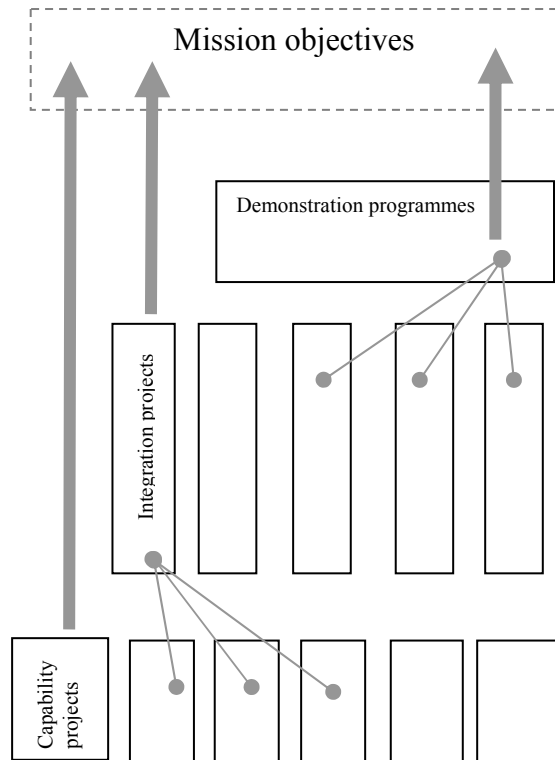 Mission objectives
Demonstration programmes
Integration projects
Capability
projects